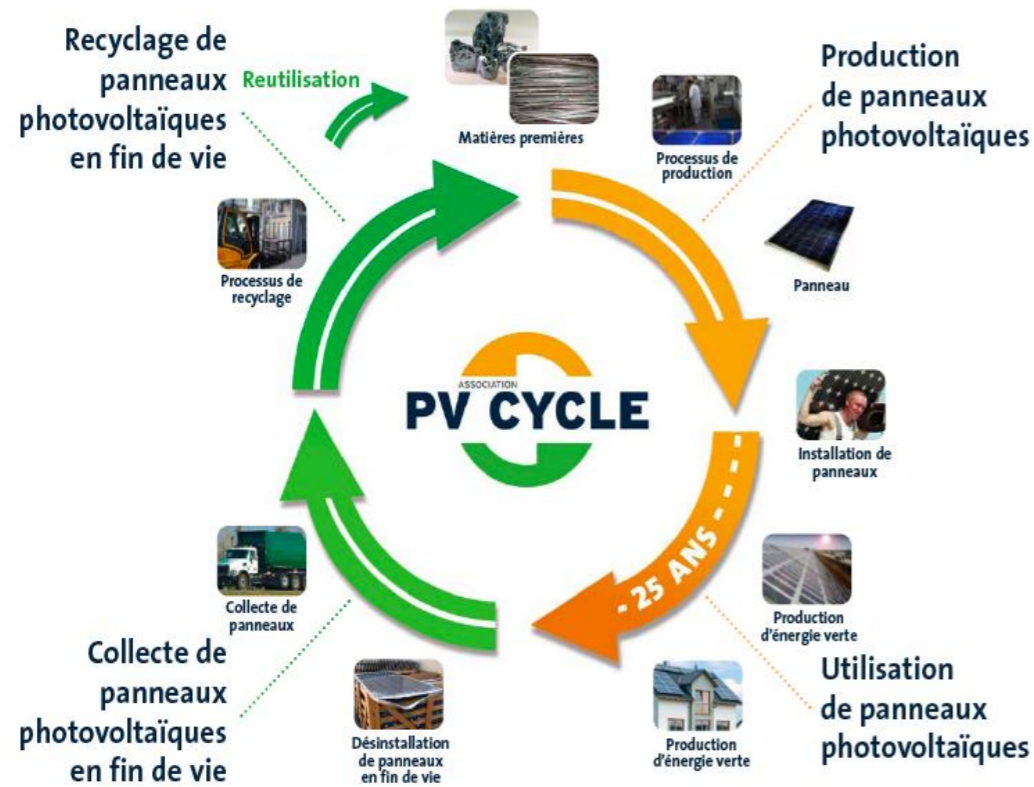 Recyclage de
panneaux
photovoltaïques
en fin de vie
Reutilisation
Matières premières
Processus de
production
Production
de panneaux
photovoltaïques
Panneau
Processus de
recyclage
ASSOCIATION
PV CYCLE
Installation de
panneaux
- 25 ANS - - - -
Production
d'énergie verte
Utilisation
de panneaux
photovoltaïques
Production
d'énergie verte
Désinstallation
de panneaux
en fin de vie
Collecte de
panneaux
Collecte de
panneaux
photovoltaïques
en fin de vie